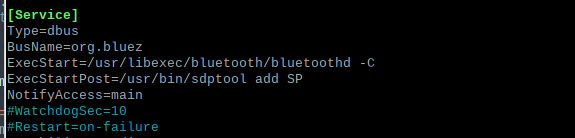 [Service]
Type=dbus
BusName=org.bluez
ExecStart=/usr/libexec/bluetooth/bluetoothd -C
ExecStartPost=/usr/bin/sdptool add SP
NotifyAccess=main
#WatchdogSec=10
#Restart=on-failure